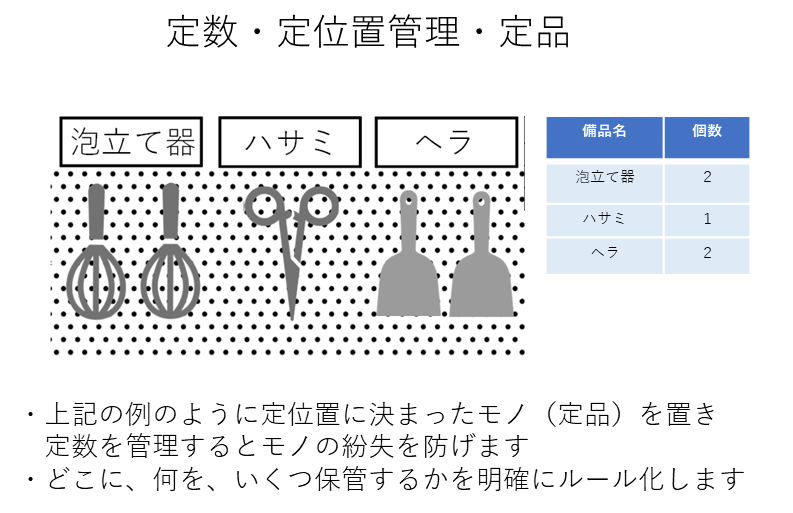 定数・定位置管理・定品
泡立て器 ハサミ ヘラ
備品名 個数
泡立て器 2
ハサミ 1
ヘラ 2
・上記の例のように定位置に決まったモノ（定品）を置き
定数を管理するとモノの紛失を防げます
・どこに、何を、いくつ保管するかを明確にルール化します